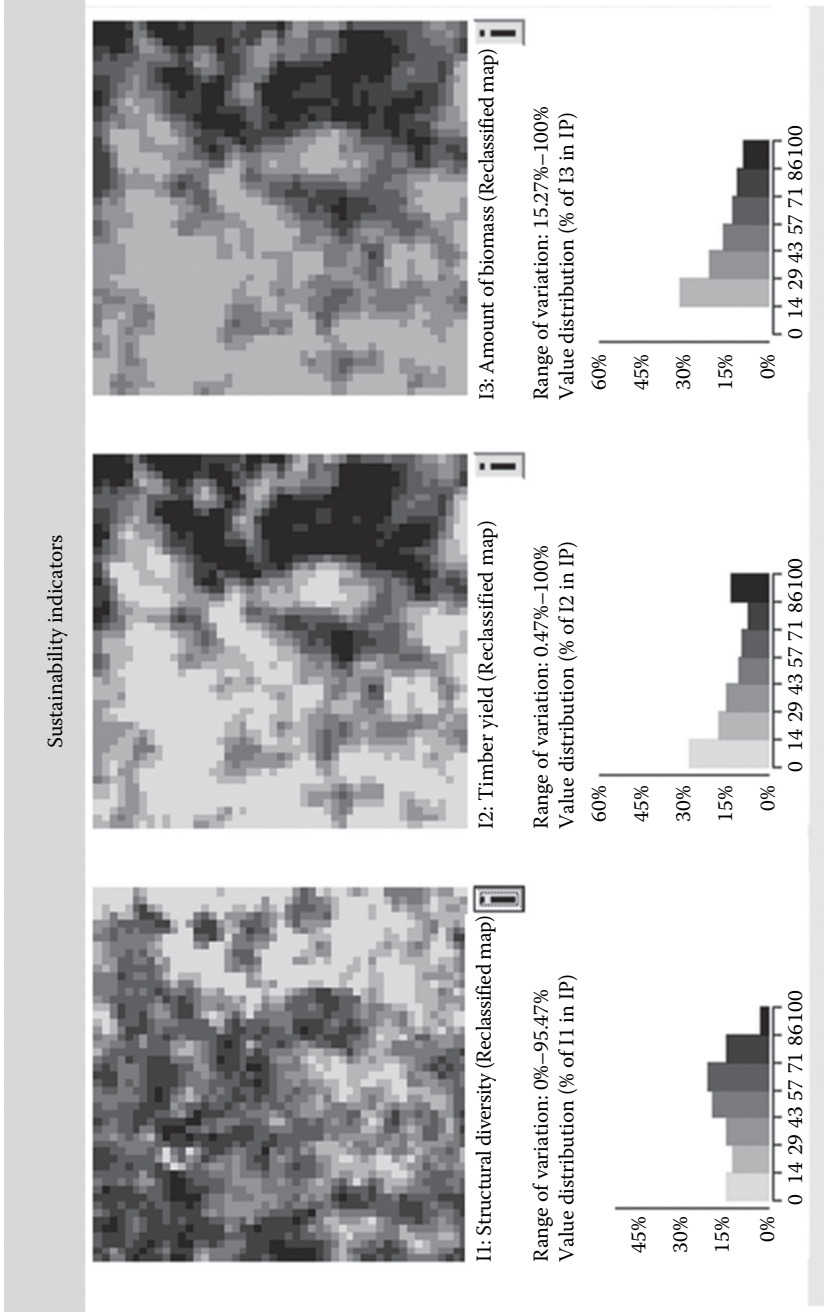 Sustainability indicators
I1: Structural diversity (Reclassified map)
i
Range of variation: 0%–95.47%
Value distribution (% of I1 in IP)
45%
30%
15%
0%
0 14 29 43 57 71 86100
I2: Timber yield (Reclassified map)
i
Range of variation: 0.47%–100%
Value distribution (% of I2 in IP)
60%
45%
30%
15%
0%
0 14 29 43 57 71 86100
I3: Amount of biomass (Reclassified map)
i
Range of variation: 15.27%–100%
Value distribution (% of I3 in IP)
60%
45%
30%
15%
0%
0 14 29 43 57 71 86100